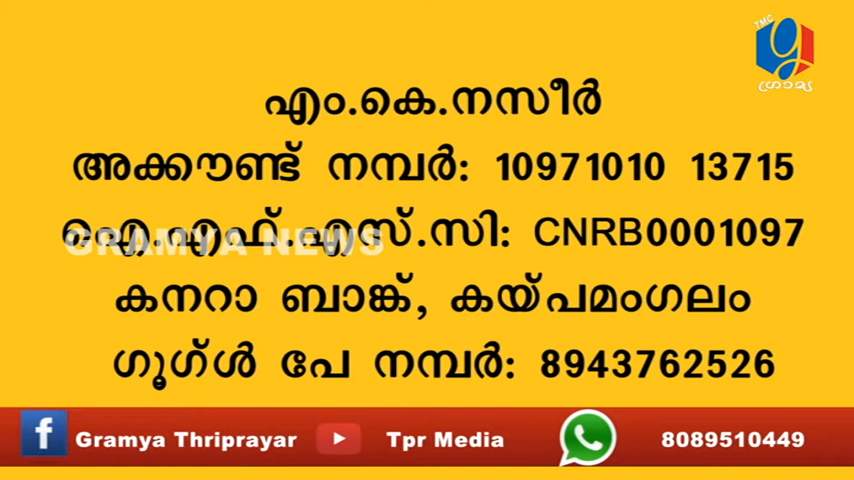 TMC
ഗ്രാമ്യ
എം.കെ.നസീർ
അക്കൗണ്ട് നമ്പർ: 10971010 13715
ഐ.എഫ്.എസ്.സി: CNRB0001097
GRAMYA NEWS
കനറാ ബാങ്ക്, കയ്പമംഗലം
ഗൂഗ്ൾ പേ നമ്പർ: 8943762526
Gramya Thriprayar Tpr Media 8089510449